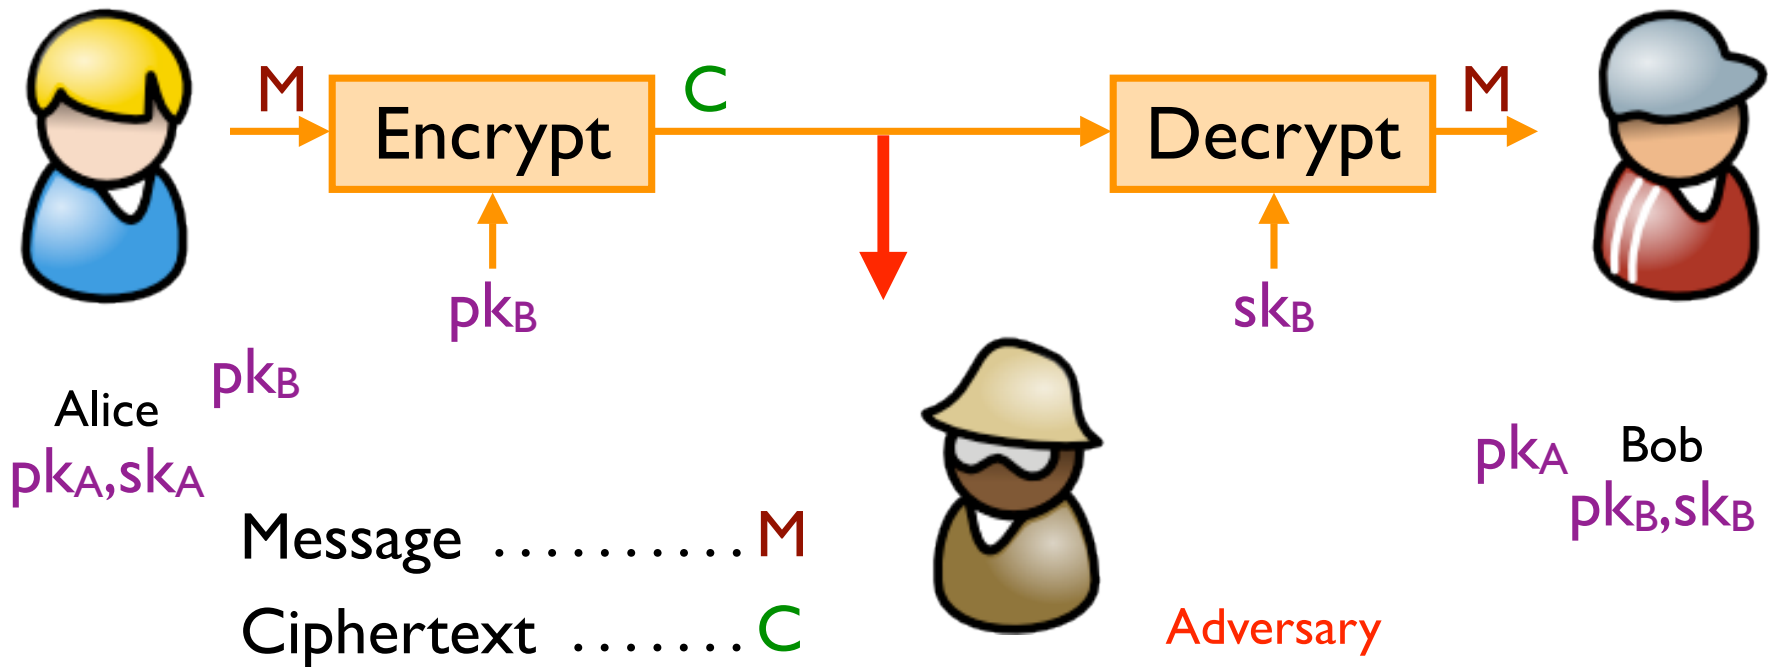 M
Encrypt
C
Decrypt
M
pkB
skB
pkB
Alice
pkA,skA
pkA
Bob
pkB,skB
Message .......... M
Ciphertext ....... C
Adversary